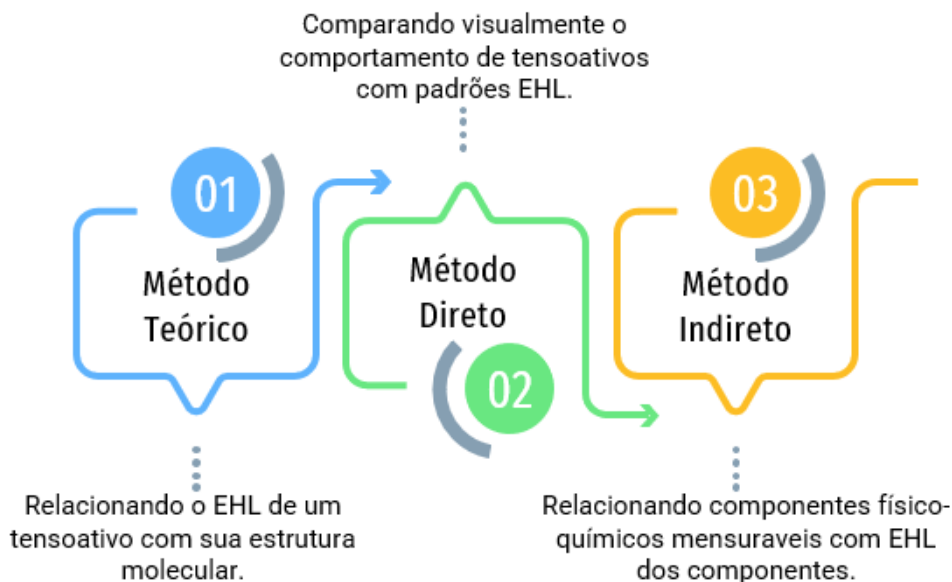 Comparando visualmente o
comportamento de tensoativos
com padrões EHL.
01
Método
Teórico
Relacionando o EHL de um
tensoativo com sua estrutura
molecular.
Método
Direto
02
03
Método
Indireto
Relacionando componentes físico-
químicos mensuraveis com EHL
dos componentes.